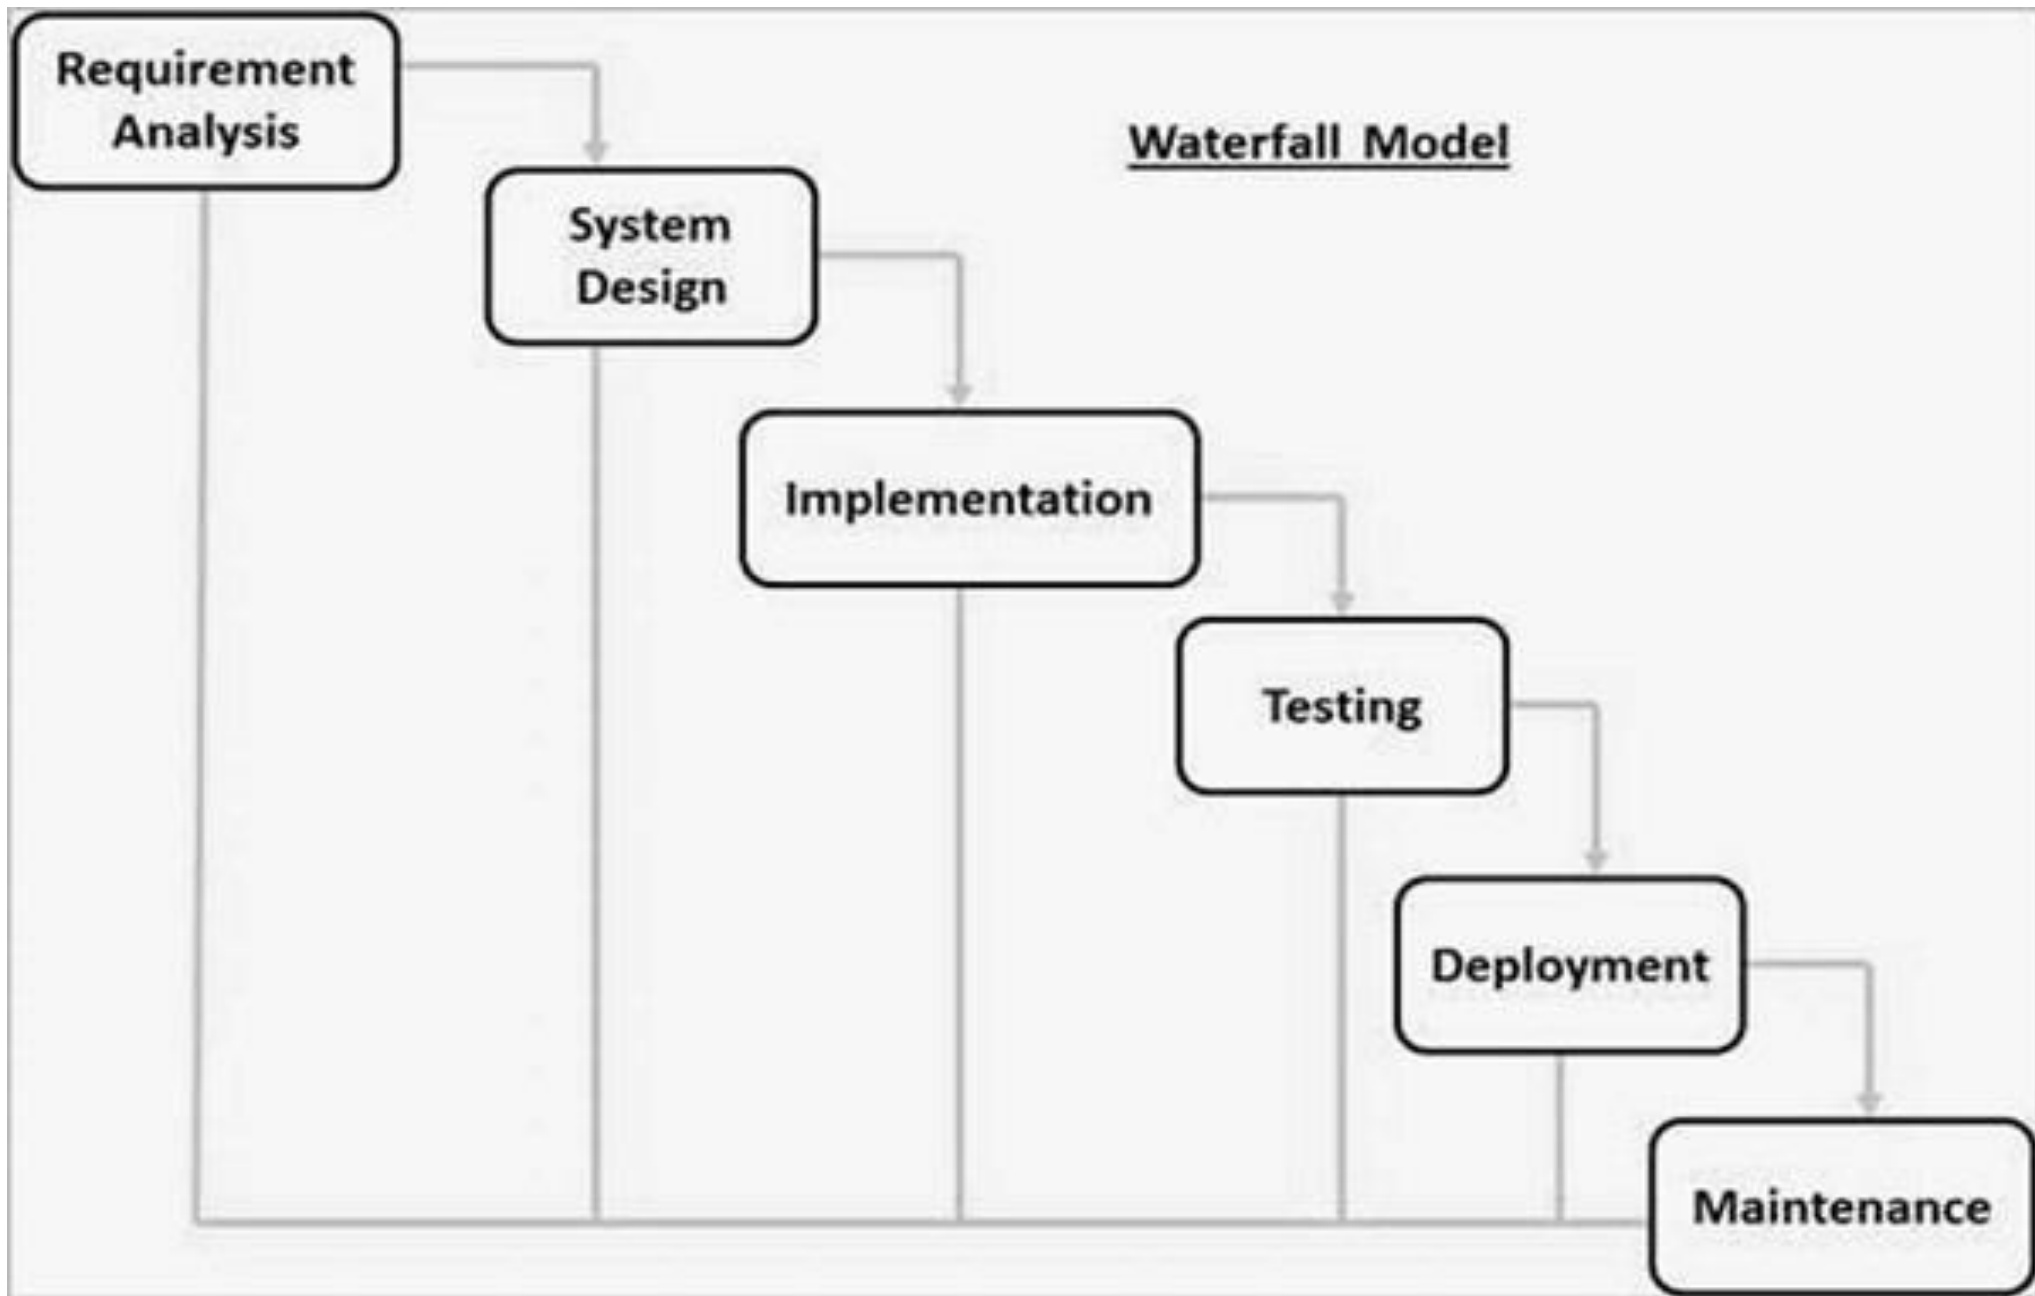 Requirement
Analysis
Waterfall Model
System
Design
Implementation
Testing
Deployment
Maintenance